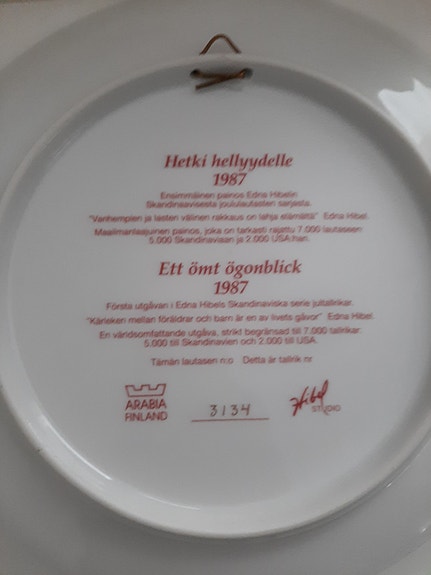 Hetki hellyydelle
1987
Ensimmäinen painos Edna Hibelin
Skandinaavisesta joululautasten sarjasta.
"Vanhempien ja lasten välinen rakkaus on lahja elämältä" Edna Hibel.
Maailmanlaajuinen painos, joka on tarkasti rajattu 7.000 lautaseen
5.000 Skandinaviaan ja 2.000 USA:han.
Ett ömt ögonblick
1987
Första utgåvan i Edna Hibels Skandinaviska serie jultallrikar.
"Kärleken mellan föräldrar och barn är en av livets gåvor" Edna Hibel.
En världsomfattande utgåva, strikt begränsad till 7.000 tallrikar.
5.000 till Skandinavien och 2.000 till USA.
Tämän lautasen n:o Detta är tallrik nr
ARABIA
FINLAND
3134
Hibel
STUDIO